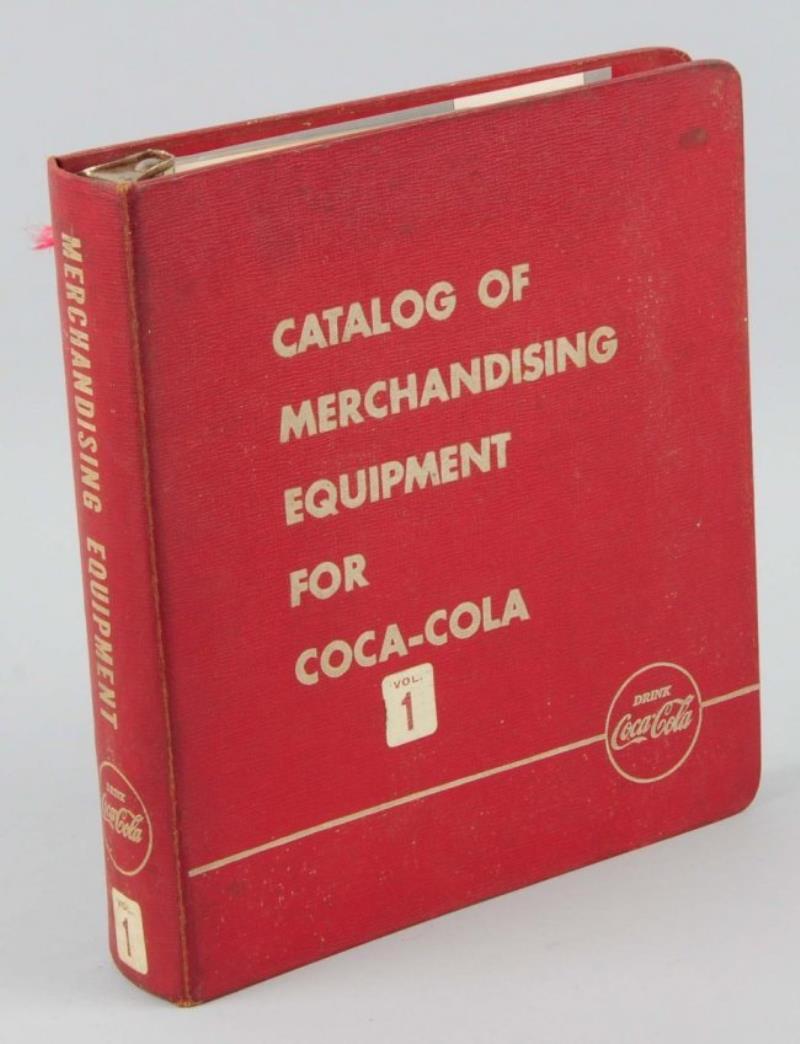 MERCHANDISING EQUIPMENT
DRINK
Coca-Cola
VOL.
1
CATALOG OF
MERCHANDISING
EQUIPMENT
FOR
COCA-COLA
VOL.
1
DRINK
Coca-Cola